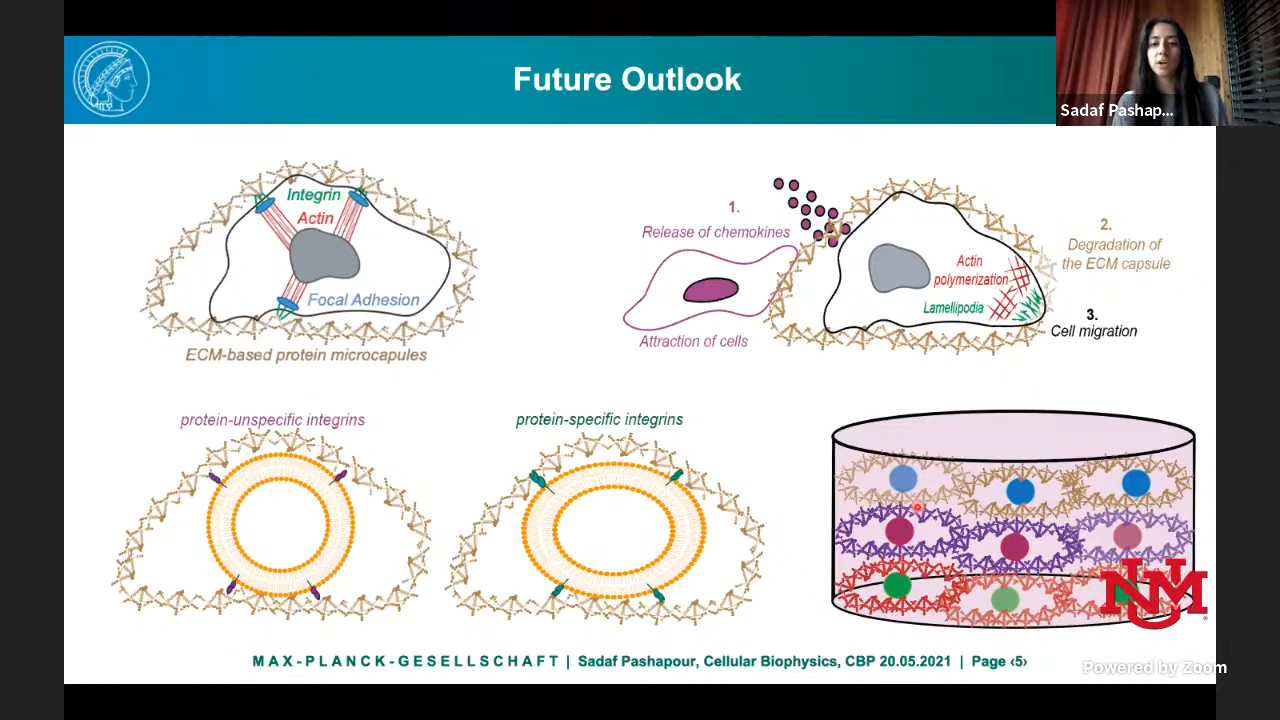 Future Outlook
Sadaf Pashap...
Integrin
Actin
Focal Adhesion
ECM-based protein microcapules
1.
Release of chemokines
Attraction of cells
Actin
polymerization
Lamellipodia
2.
Degradation of
the ECM capsule
3.
Cell migration
protein-unspecific integrins
protein-specific integrins
UNM
MAX-PLANCK-GESELLSCHAFT | Sadaf Pashapour, Cellular Biophysics, CBP 20.05.2021 | Page ‹5›
Powered by Zoom